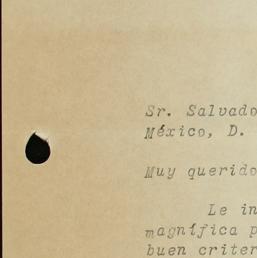 Sr. Salvado
México, D.
Muy querido
Le in
magnífica p
buen criter